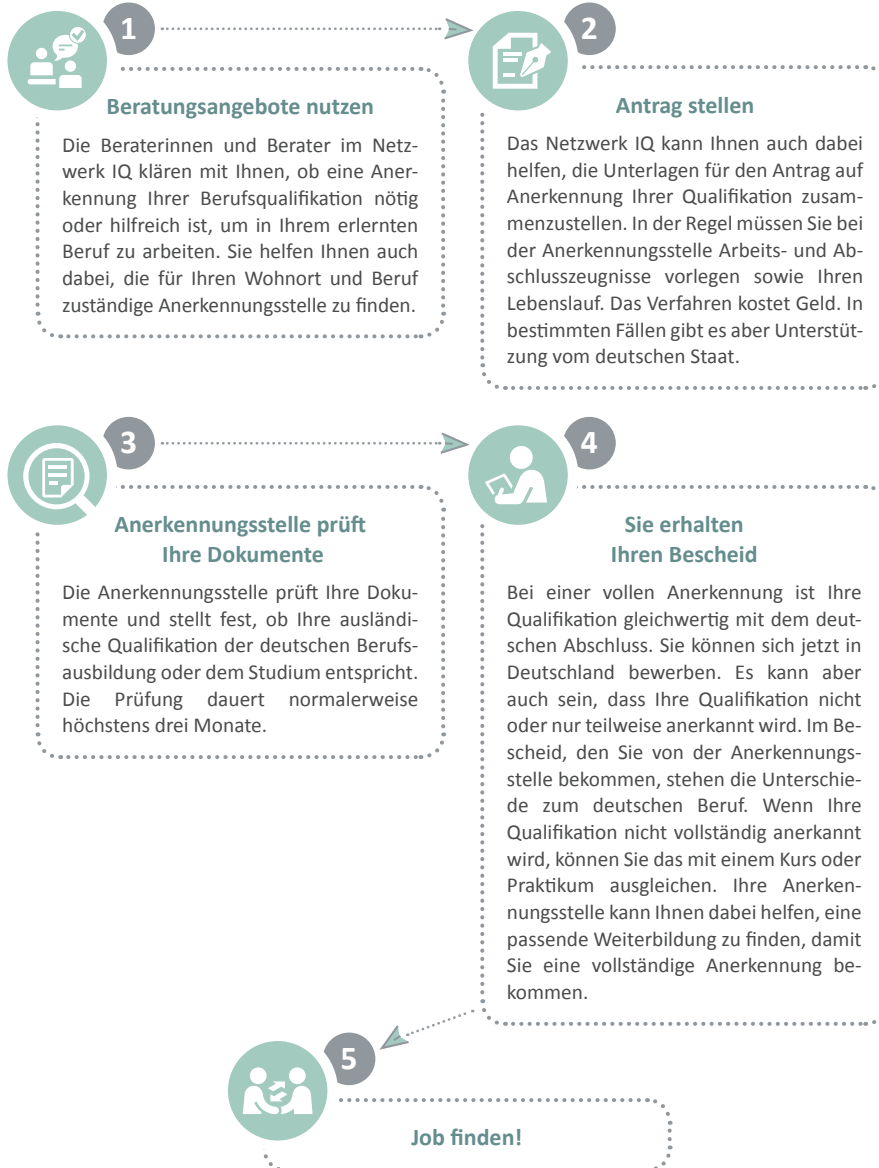 1
Beratungsangebote nutzen
Die Beraterinnen und Berater im Netz-
werk IQ klären mit Ihnen, ob eine Aner-
kennung Ihrer Berufsqualifikation nötig
oder hilfreich ist, um in Ihrem erlernten
Beruf zu arbeiten. Sie helfen Ihnen auch
dabei, die für Ihren Wohnort und Beruf
zuständige Anerkennungsstelle zu finden.
2
Antrag stellen
Das Netzwerk IQ kann Ihnen auch dabei
helfen, die Unterlagen für den Antrag auf
Anerkennung Ihrer Qualifikation zusam-
menzustellen. In der Regel müssen Sie bei
der Anerkennungsstelle Arbeits- und Ab-
schlusszeugnisse vorlegen sowie Ihren
Lebenslauf. Das Verfahren kostet Geld. In
bestimmten Fällen gibt es aber Unterstüt-
zung vom deutschen Staat.
3
Anerkennungsstelle prüft
Ihre Dokumente
Die Anerkennungsstelle prüft Ihre Doku-
mente und stellt fest, ob Ihre ausländi-
sche Qualifikation der deutschen Berufs-
ausbildung oder dem Studium entspricht.
Die Prüfung dauert normalerweise
höchstens drei Monate.
4
Sie erhalten
Ihren Bescheid
Bei einer vollen Anerkennung ist Ihre
Qualifikation gleichwertig mit dem deut-
schen Abschluss. Sie können sich jetzt in
Deutschland bewerben. Es kann aber
auch sein, dass Ihre Qualifikation nicht
oder nur teilweise anerkannt wird. Im Be-
scheid, den Sie von der Anerkennungs-
stelle bekommen, stehen die Unterschie-
de zum deutschen Beruf. Wenn Ihre
Qualifikation nicht vollständig anerkannt
wird, können Sie das mit einem Kurs oder
Praktikum ausgleichen. Ihre Anerken-
nungsstelle kann Ihnen dabei helfen, eine
passende Weiterbildung zu finden, damit
Sie eine vollständige Anerkennung be-
kommen.
5
Job finden!